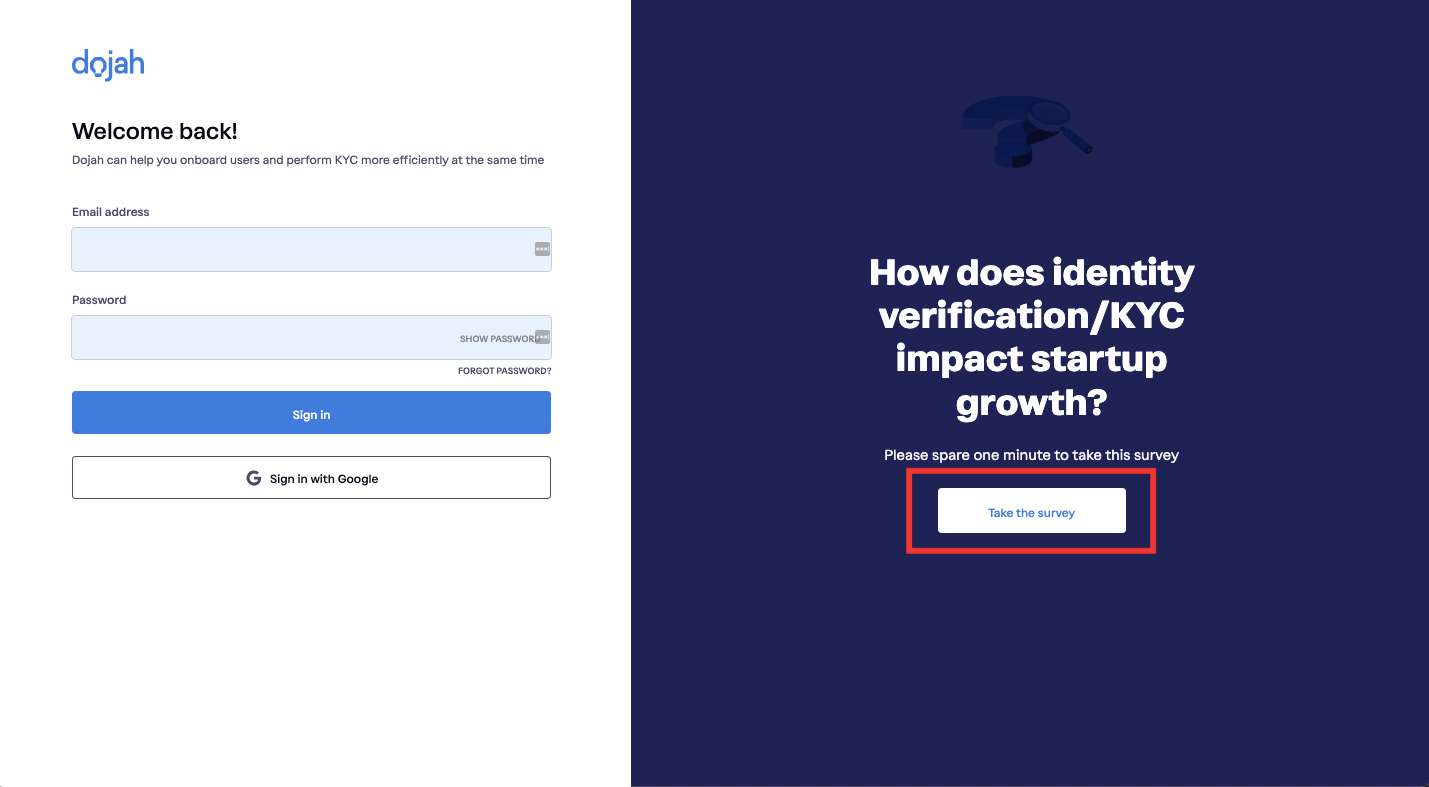 dojah
Welcome back!
Dojah can help you onboard users and perform KYC more efficiently at the same time
Email address
Password
SHOW PASSWORD
FORGOT PASSWORD?
Sign in
Sign in with Google
How does identity
verification/KYC
impact startup
growth?
Please spare one minute to take this survey
Take the survey